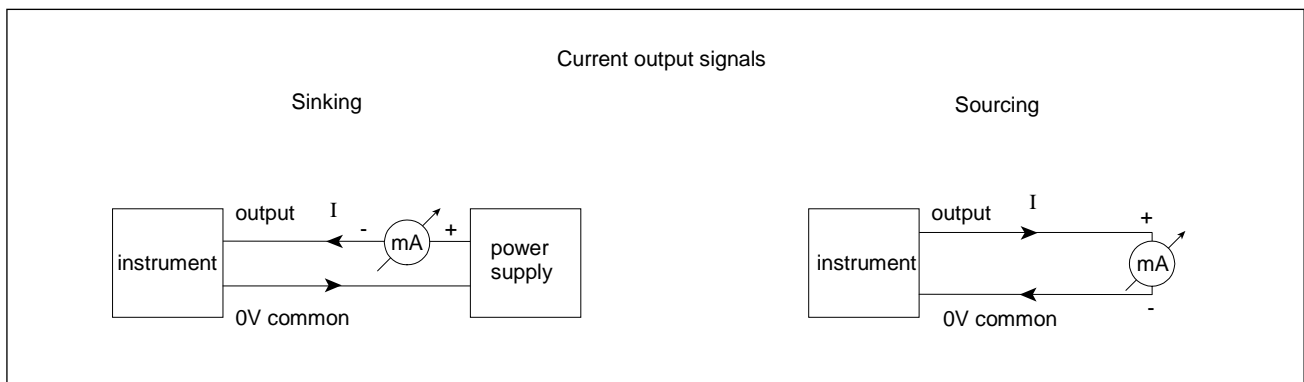 Current output signals
Sinking
Sourcing
output I - mA +
instrument
power
supply
0V common
output I +
instrument
mA
-
0V common